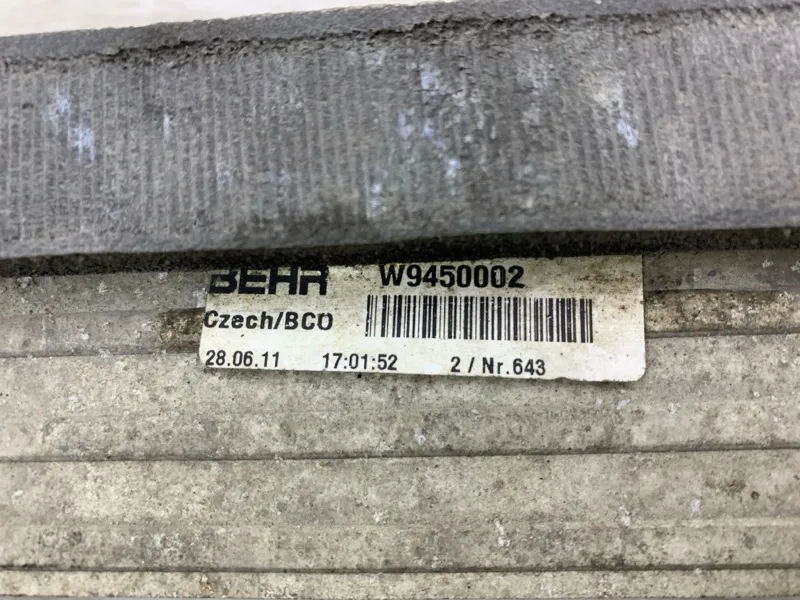 BEHR W9450002
Czech/BCO
28.06.11 17:01:52 2 / Nr.643